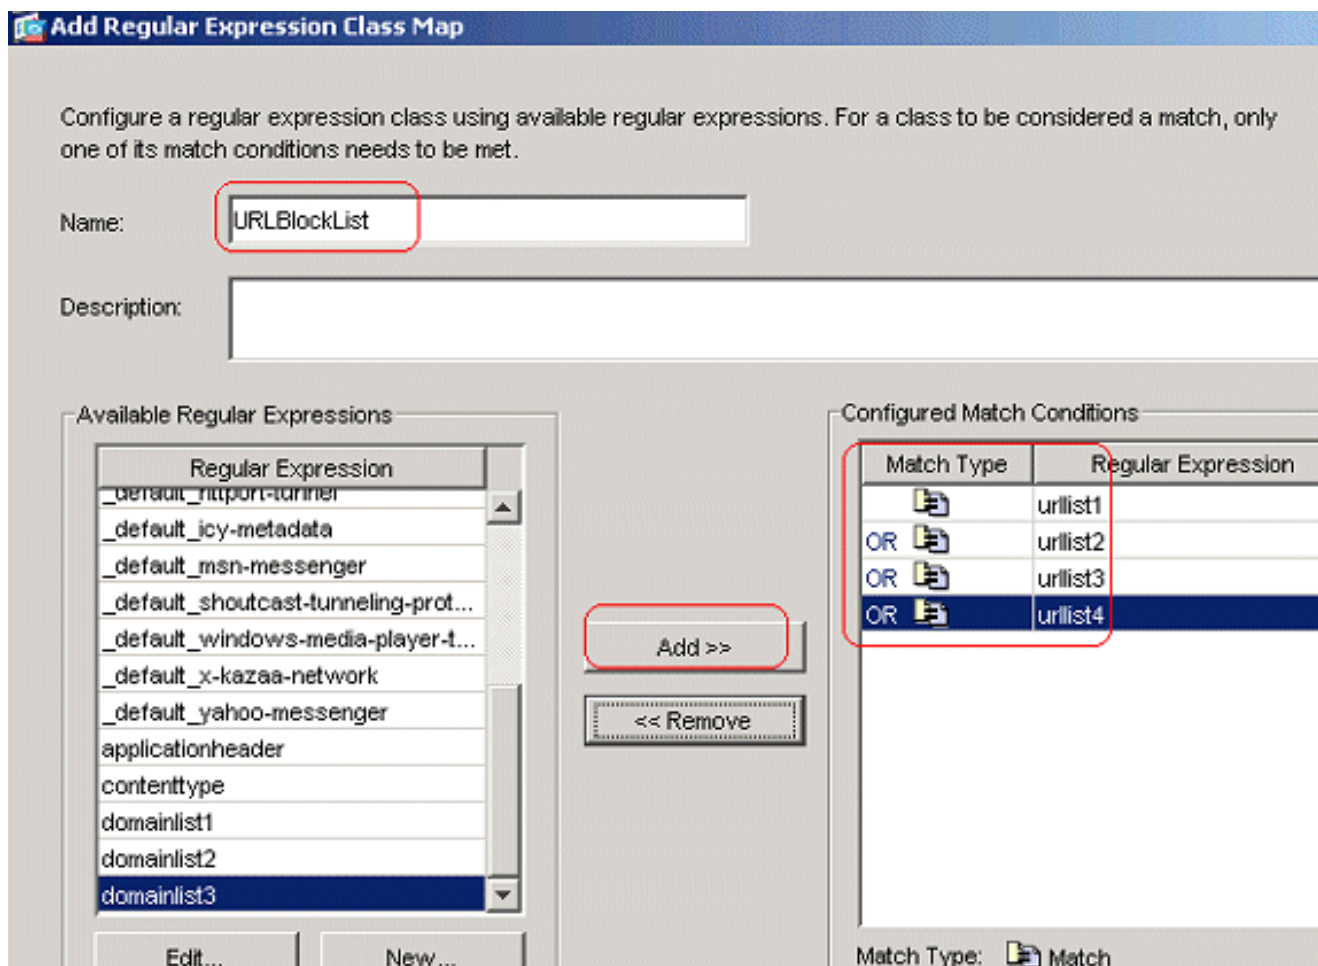 Add Regular Expression Class Map
Configure a regular expression class using available regular expressions. For a class to be considered a match, only
one of its match conditions needs to be met.
Name:
URLBlockList
Description:
Available Regular Expressions
Regular Expression
_default_httport-tunnel
_default_icy-metadata
_default_msn-messenger
_default_shoutcast-tunneling-prot...
_default_windows-media-player-t...
_default_x-kazaa-network
_default_yahoo-messenger
applicationheader
contenttype
domainlist1
domainlist2
domainlist3
Edit...
New...
Add >>
<< Remove
Configured Match Conditions
Match Type
Regular Expression
urllist1
OR urllist2
OR urllist3
OR urllist4
Match Type: Match